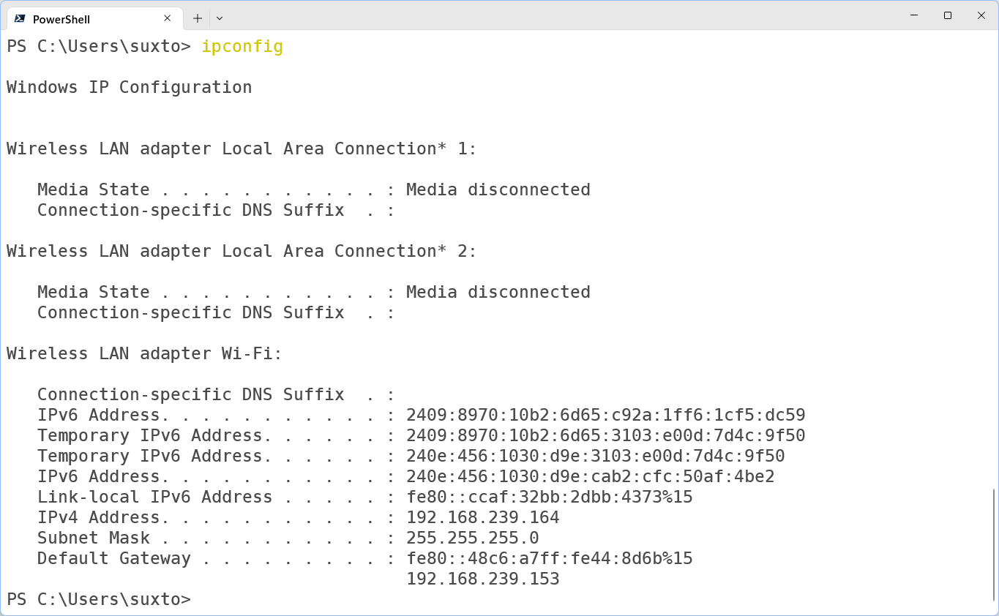 PowerShell
PS C:\Users\suxto> ipconfig
Windows IP Configuration
Wireless LAN adapter Local Area Connection* 1:
   Media State . . . . . . . . . . . : Media disconnected
   Connection-specific DNS Suffix  . :
Wireless LAN adapter Local Area Connection* 2:
   Media State . . . . . . . . . . . : Media disconnected
   Connection-specific DNS Suffix  . :
Wireless LAN adapter Wi-Fi:
   Connection-specific DNS Suffix  . :
   IPv6 Address. . . . . . . . . . . : 2409:8970:10b2:6d65:c92a:1ff6:1cf5:dc59
   Temporary IPv6 Address. . . . . . : 2409:8970:10b2:6d65:3103:e00d:7d4c:9f50
   Temporary IPv6 Address. . . . . . : 240e:456:1030:d9e:3103:e00d:7d4c:9f50
   IPv6 Address. . . . . . . . . . . : 240e:456:1030:d9e:cab2:cfc:50af:4be2
   Link-local IPv6 Address . . . . . : fe80::ccaf:32bb:2dbb:4373%15
   IPv4 Address. . . . . . . . . . . : 192.168.239.164
   Subnet Mask . . . . . . . . . . . : 255.255.255.0
   Default Gateway . . . . . . . . . : fe80::48c6:a7ff:fe44:8d6b%15
                                       192.168.239.153
PS C:\Users\suxto>